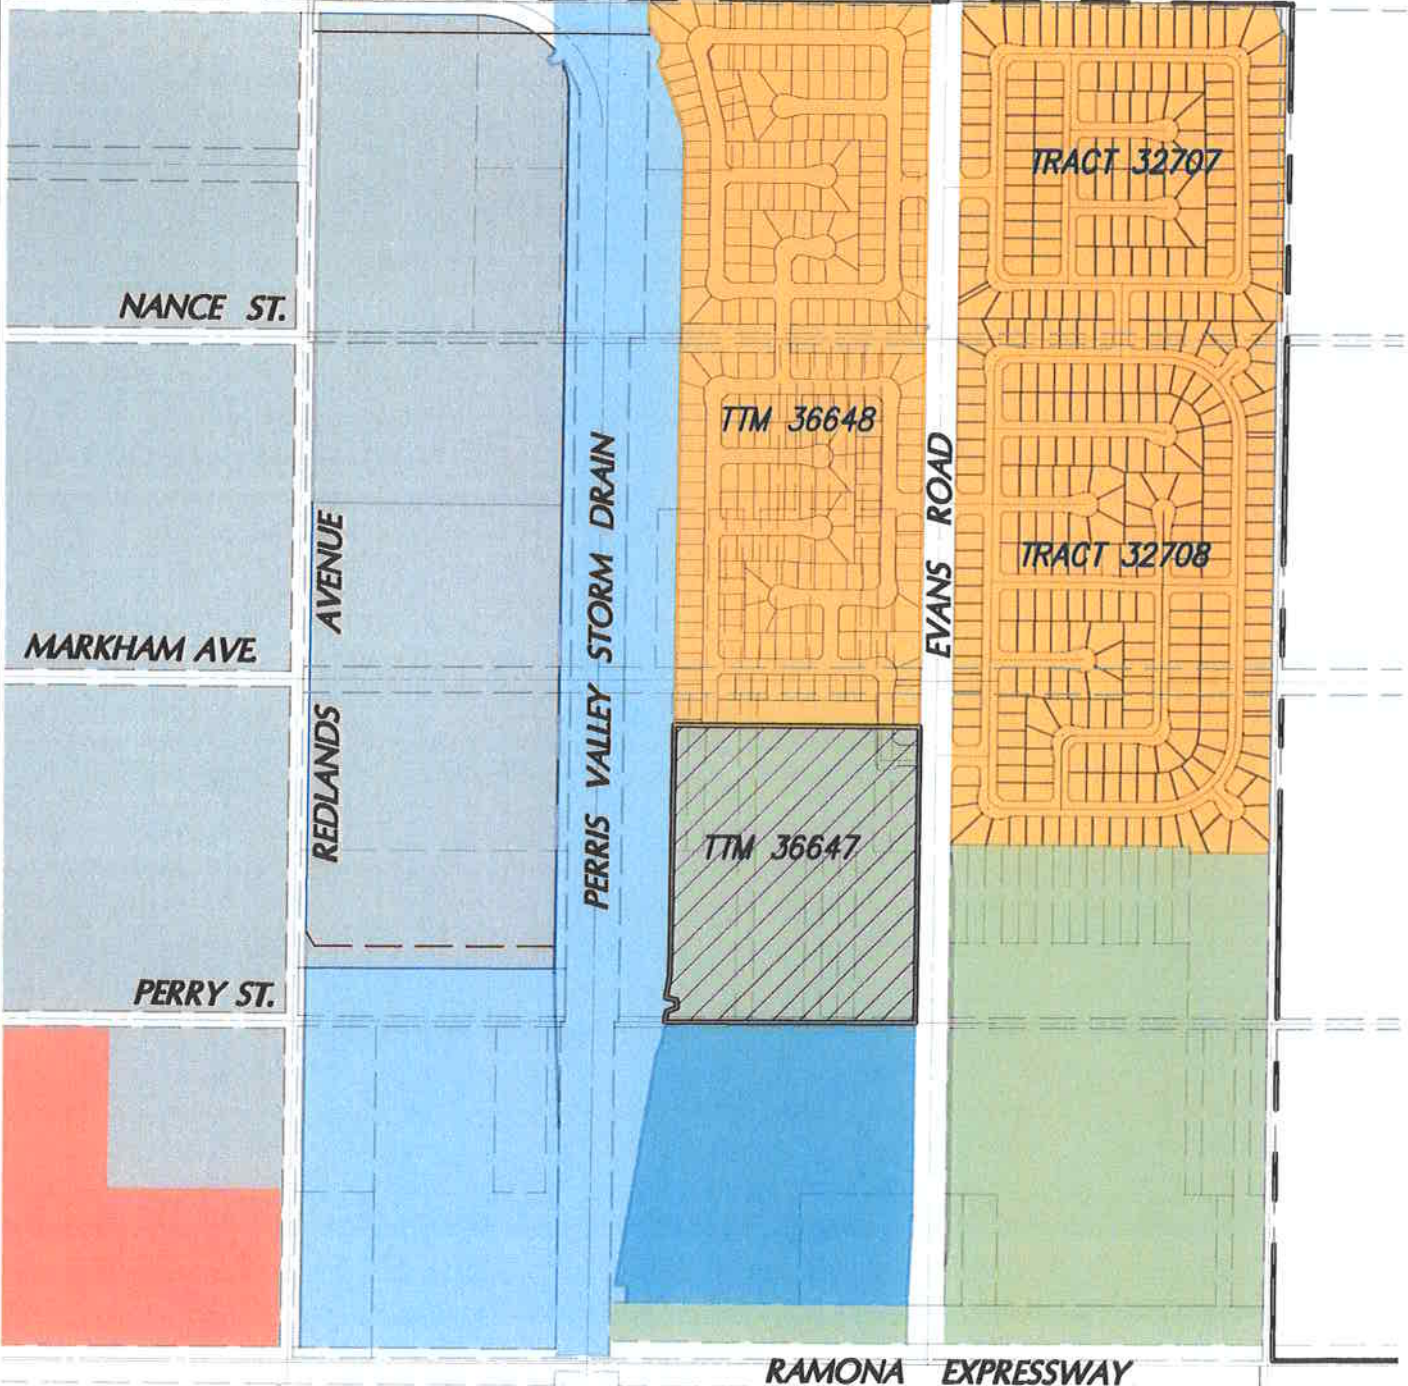 TRACT 32707
NANCE ST.
TTM 36648
PERRIS VALLEY STORM DRAIN
EVANS ROAD
REDLANDS AVENUE
TRACT 32708
MARKHAM AVE
TTM 36647
PERRY ST.
RAMONA EXPRESSWAY